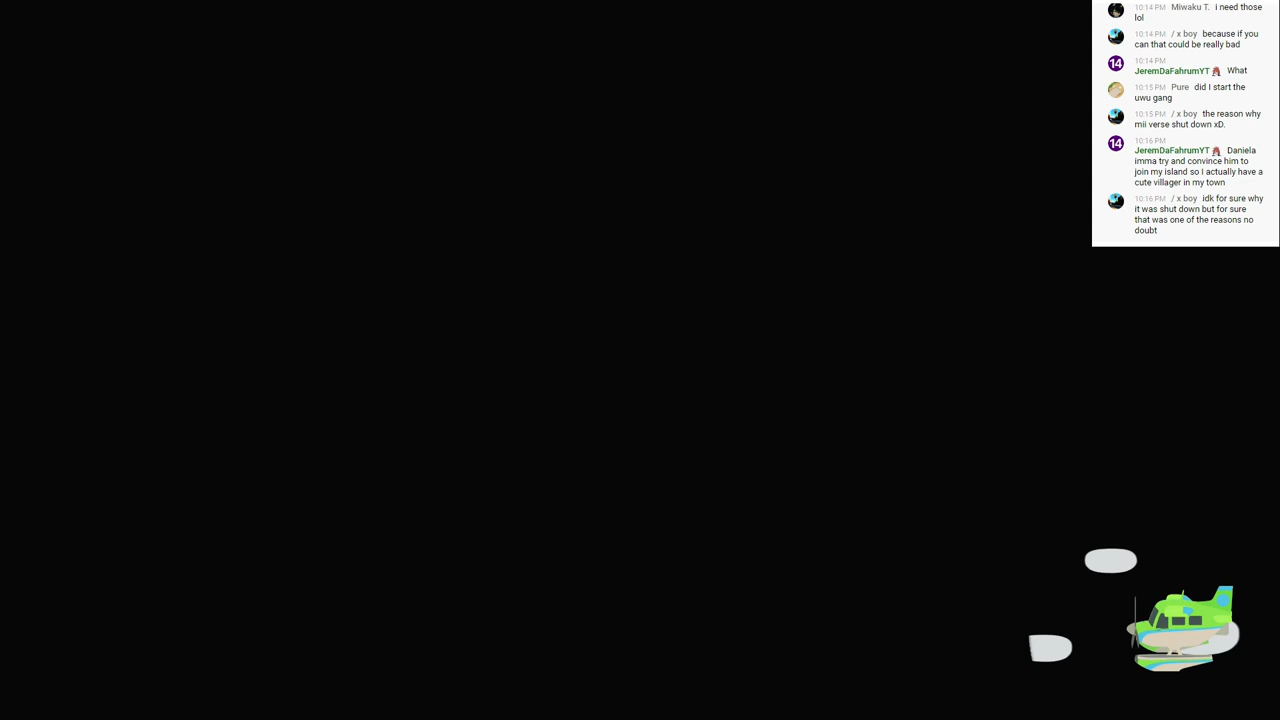 10:14 PM Miwaku T. i need those
lol
10:14 PM / x boy because if you
can that could be really bad
14
10:14 PM
JeremDaFahrumYT What
10:15 PM Pure did I start the
uwu gang
10:15 PM / x boy the reason why
mii verse shut down xD.
14
10:16 PM
JeremDaFahrumYT Daniela
imma try and convince him to
join my island so I actually have a
cute villager in my town
10:16 PM / x boy idk for sure why
it was shut down but for sure
that was one of the reasons no
doubt